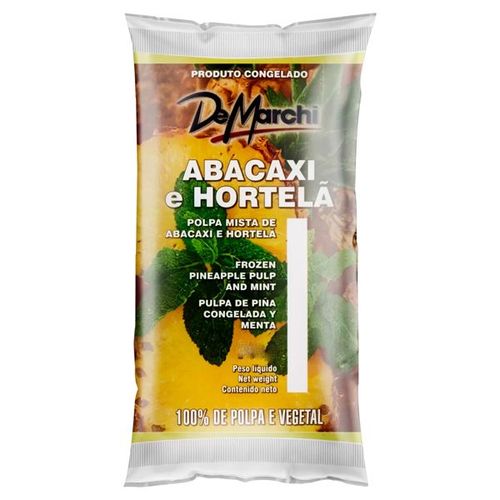 PRODUTO CONGELADO
DeMarchi
ABACAXI
e HORTELÃ
POLPA MISTA DE
ABACAXI E HORTELÃ
FROZEN
PINEAPPLE PULP
AND MINT
PULPA DE PIÑA
CONGELADA Y
MENTA
Peso líquido
Net weight
Contenido neto
100% DE POLPA E VEGETAL